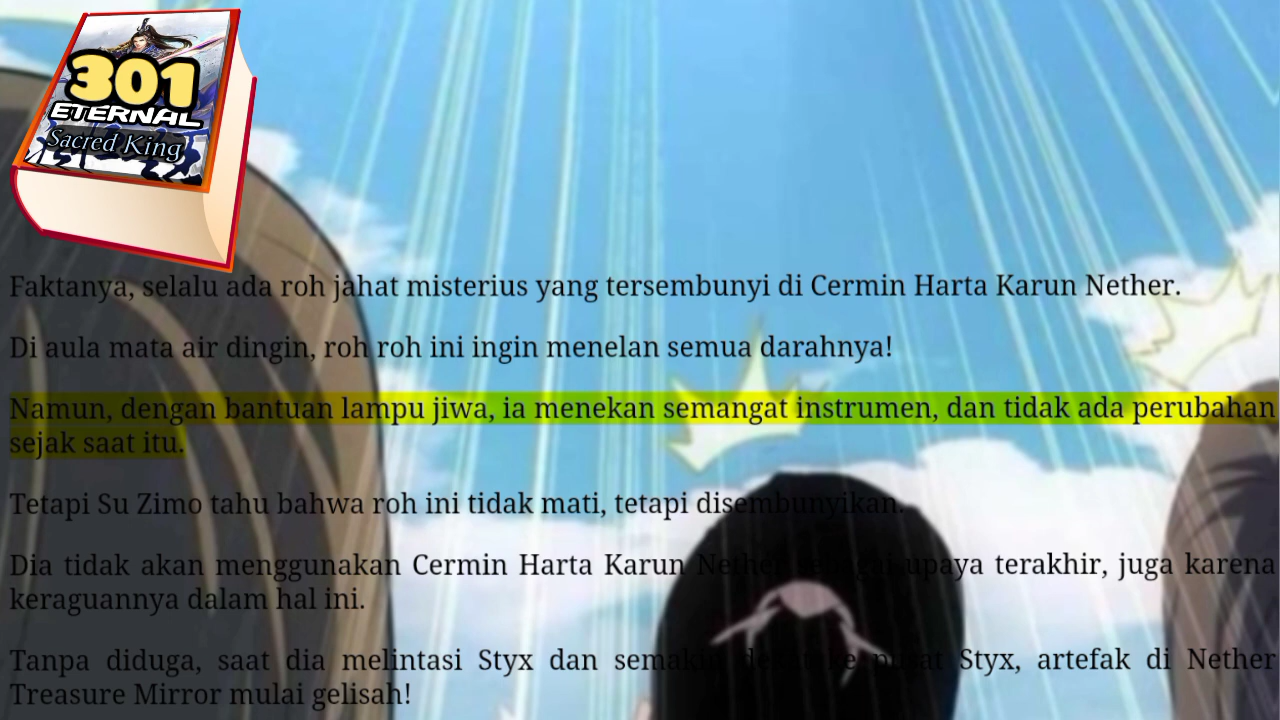 301
ETERNAL
Sacred King
Faktanya, selalu ada roh jahat misterius yang tersembunyi di Cermin Harta Karun Nether.
Di aula mata air dingin, roh roh ini ingin menelan semua darahnya!
Namun, dengan bantuan lampu jiwa, ia menekan semangat instrumen, dan tidak ada perubahan
sejak saat itu.
Tetapi Su Zimo tahu bahwa roh ini tidak mati, tetapi disembunyikan.
Dia tidak akan menggunakan Cermin Harta Karun Nether sebagai upaya terakhir, juga karena
keraguannya dalam hal ini.
Tanpa diduga, saat dia melintasi Styx dan semakin dekat ke pusat Styx, artefak di Nether
Treasure Mirror mulai gelisah!